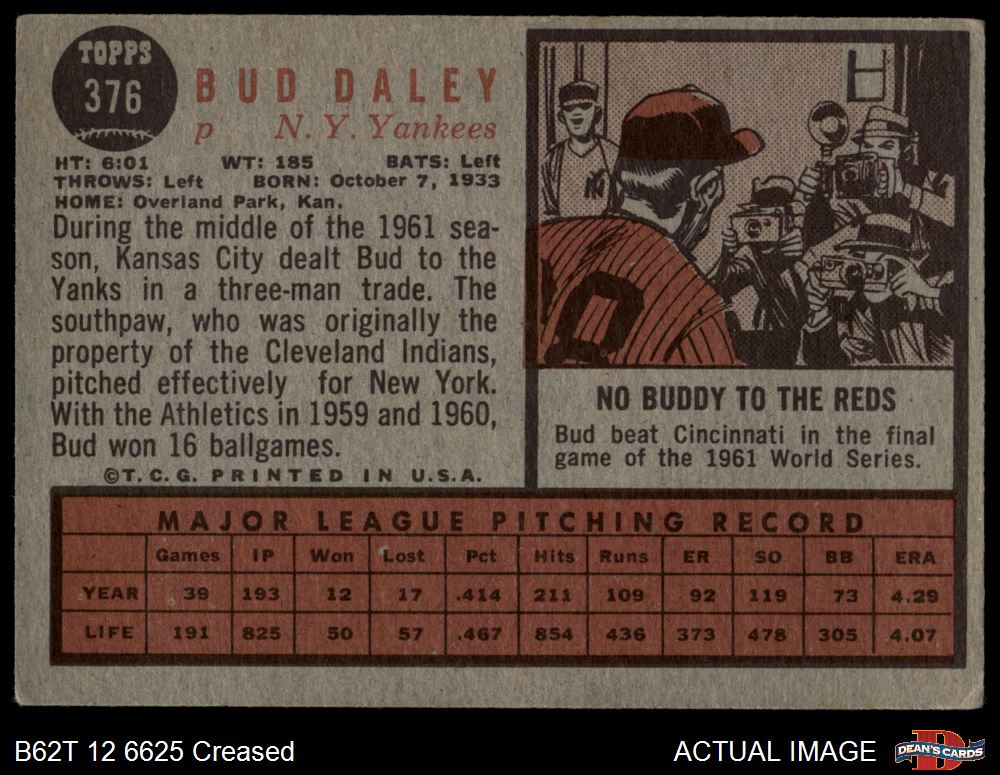 TOPPS
376
BUD DALEY
p N. Y. Yankees
HT: 6:01 WT: 185 BATS: Left
THROWS: Left BORN: October 7, 1933
HOME: Overland Park, Kan.
During the middle of the 1961 sea-
son, Kansas City dealt Bud to the
Yanks in a three-man trade. The
southpaw, who was originally the
property of the Cleveland Indians,
pitched effectively for New York.
With the Athletics in 1959 and 1960,
Bud won 16 ballgames.
©T. C. G. PRINTED IN U. S. A.
NY
NO BUDDY TO THE REDS
Bud beat Cincinnati in the final
game of the 1961 World Series.
MAJOR LEAGUE PITCHING RECORD
Games IP Won Lost Pct Hits Runs ER SO BB ERA
YEAR 39 193 12 17 .414 211 109 92 119 73 4.29
LIFE 191 825 50 57 .467 854 436 373 478 305 4.07
B62T 12 6625 Creased
ACTUAL IMAGE
D
DEAN'S CARDS